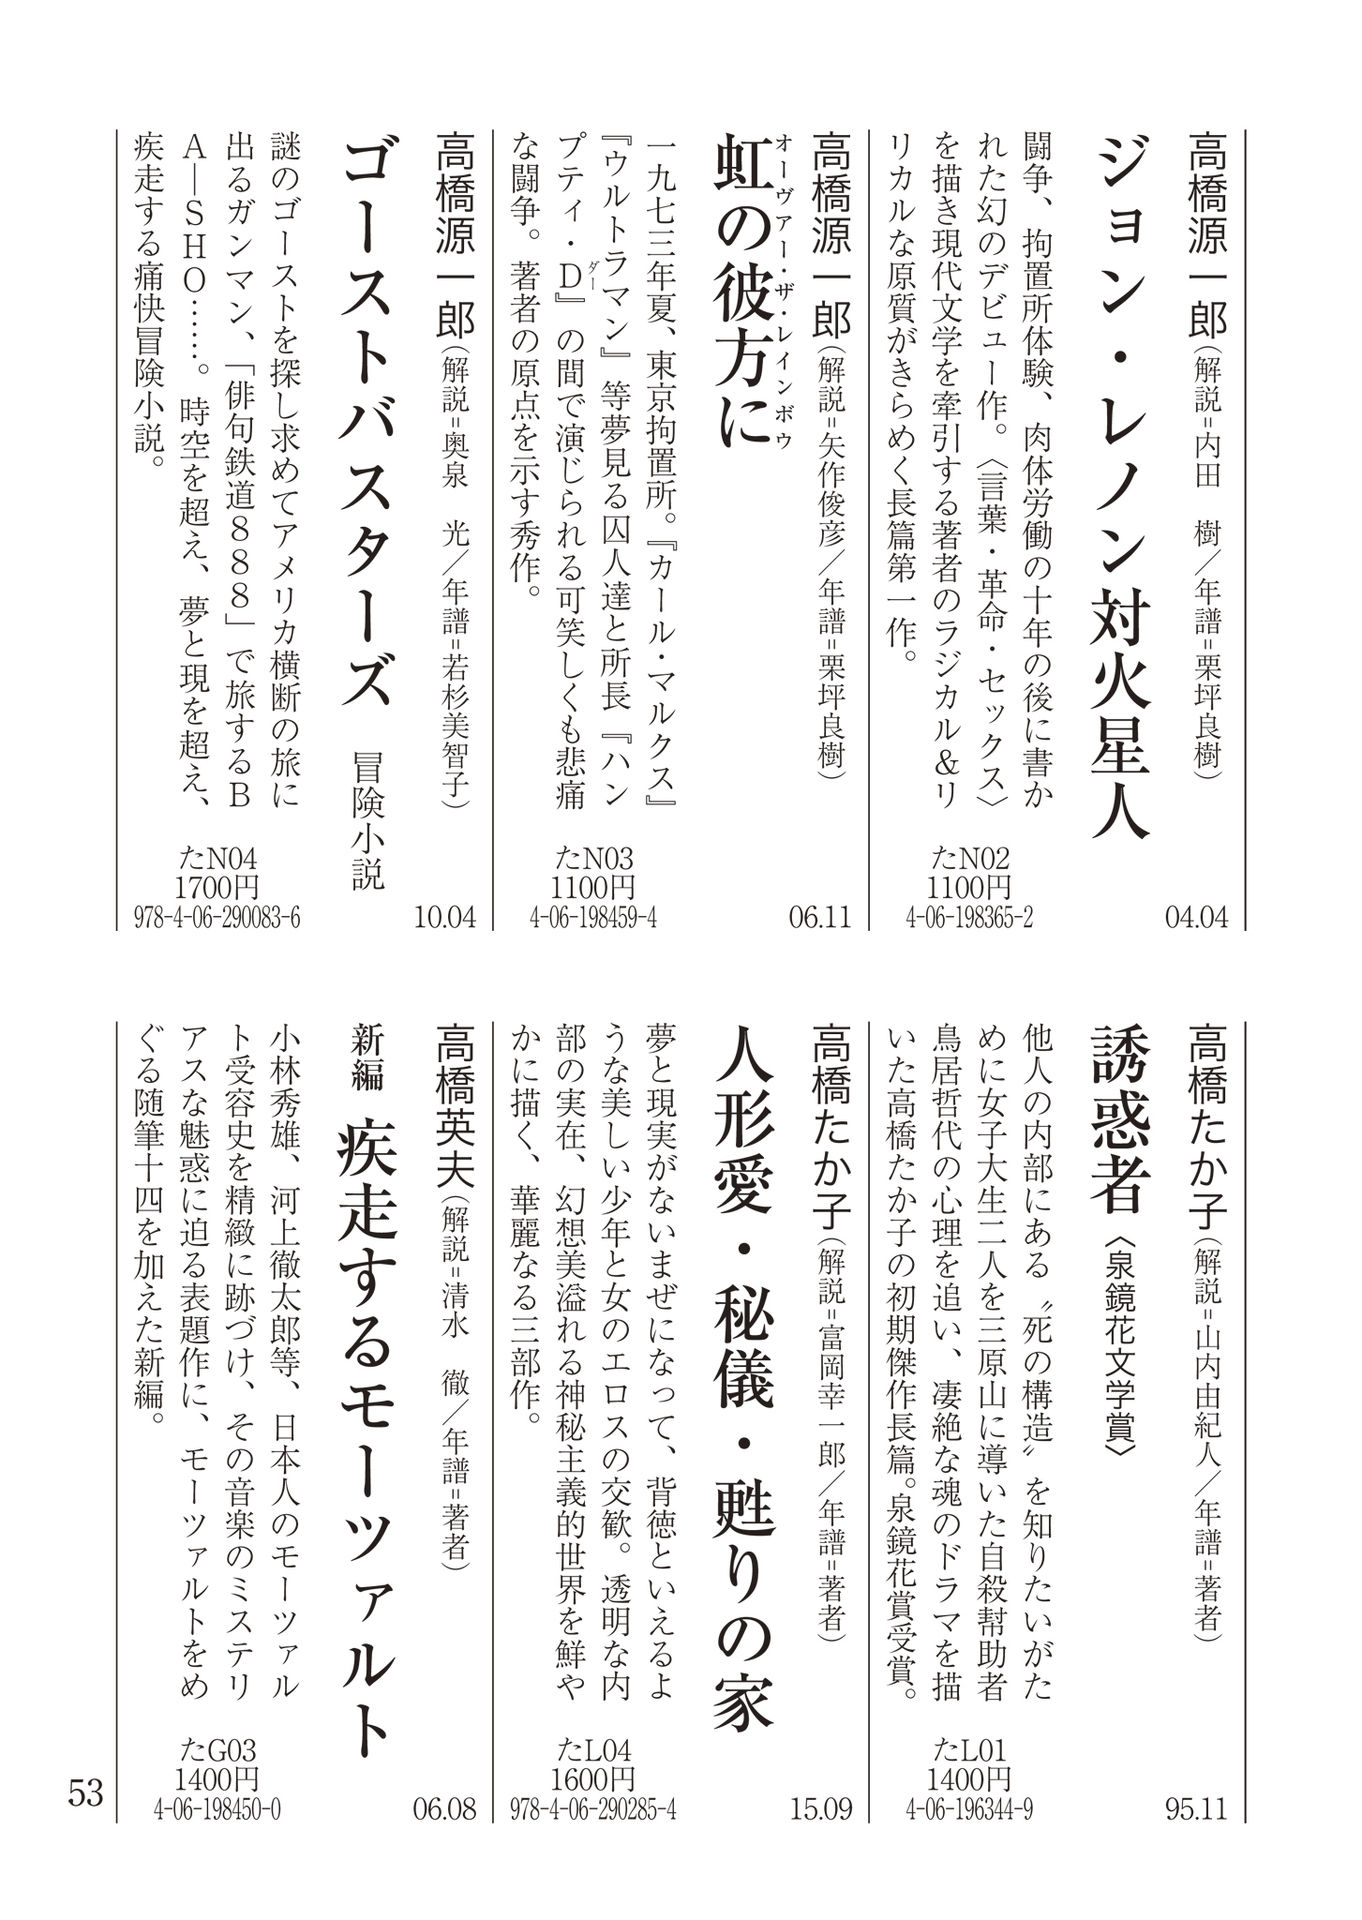 高橋源一郎（解説＝内田　樹／年譜＝栗坪良樹）
04.04
ジョン・レノン対火星人
闘争、拘置所体験、肉体労働の十年の後に書か
れた幻のデビュー作。〈言葉・革命・セックス〉
を描き現代文学を牽引する著者のラジカル＆リ
リカルな原質がきらめく長篇第一作。
たN02
1100円
4-06-198365-2
高橋源一郎（解説＝矢作俊彦／年譜＝栗坪良樹）
06.11
オーヴァー・ザ・レインボウ
虹の彼方に
一九七三年夏、東京拘置所。『カール・マルクス』
『ウルトラマン』等夢見る囚人達と所長『ハン
ダー
プティ・D』の間で演じられる可笑しくも悲痛
な闘争。著者の原点を示す秀作。
たN03
1100円
4-06-198459-4
高橋源一郎（解説＝奥泉　光／年譜＝若杉美智子）
10.04
ゴーストバスターズ　冒険小説
謎のゴーストを探し求めてアメリカ横断の旅に
出るガンマン、「俳句鉄道８８８」で旅するＢ
Ａ―ＳＨＯ……。時空を超え、夢と現を超え、
疾走する痛快冒険小説。
たN04
1700円
978-4-06-290083-6
高橋たか子（解説＝山内由紀人／年譜＝著者）
95.11
誘惑者〈泉鏡花文学賞〉
他人の内部にある〝死の構造〟を知りたいがた
めに女子大生二人を三原山に導いた自殺幇助者
鳥居哲代の心理を追い、凄絶な魂のドラマを描
いた高橋たか子の初期傑作長篇。泉鏡花賞受賞。
たL01
1400円
4-06-196344-9
高橋たか子（解説＝富岡幸一郎／年譜＝著者）
15.09
人形愛・秘儀・甦りの家
夢と現実がないまぜになって、背徳といえるよ
うな美しい少年と女のエロスの交歓。透明な内
部の実在、幻想美溢れる神秘主義的世界を鮮や
かに描く、華麗なる三部作。
たL04
1600円
978-4-06-290285-4
高橋英夫（解説＝清水　徹／年譜＝著者）
06.08
新編　疾走するモーツァルト
小林秀雄、河上徹太郎等、日本人のモーツァル
ト受容史を精緻に跡づけ、その音楽のミステリ
アスな魅惑に迫る表題作に、モーツァルトをめ
ぐる随筆十四を加えた新編。
たG03
1400円
4-06-198450-0
53